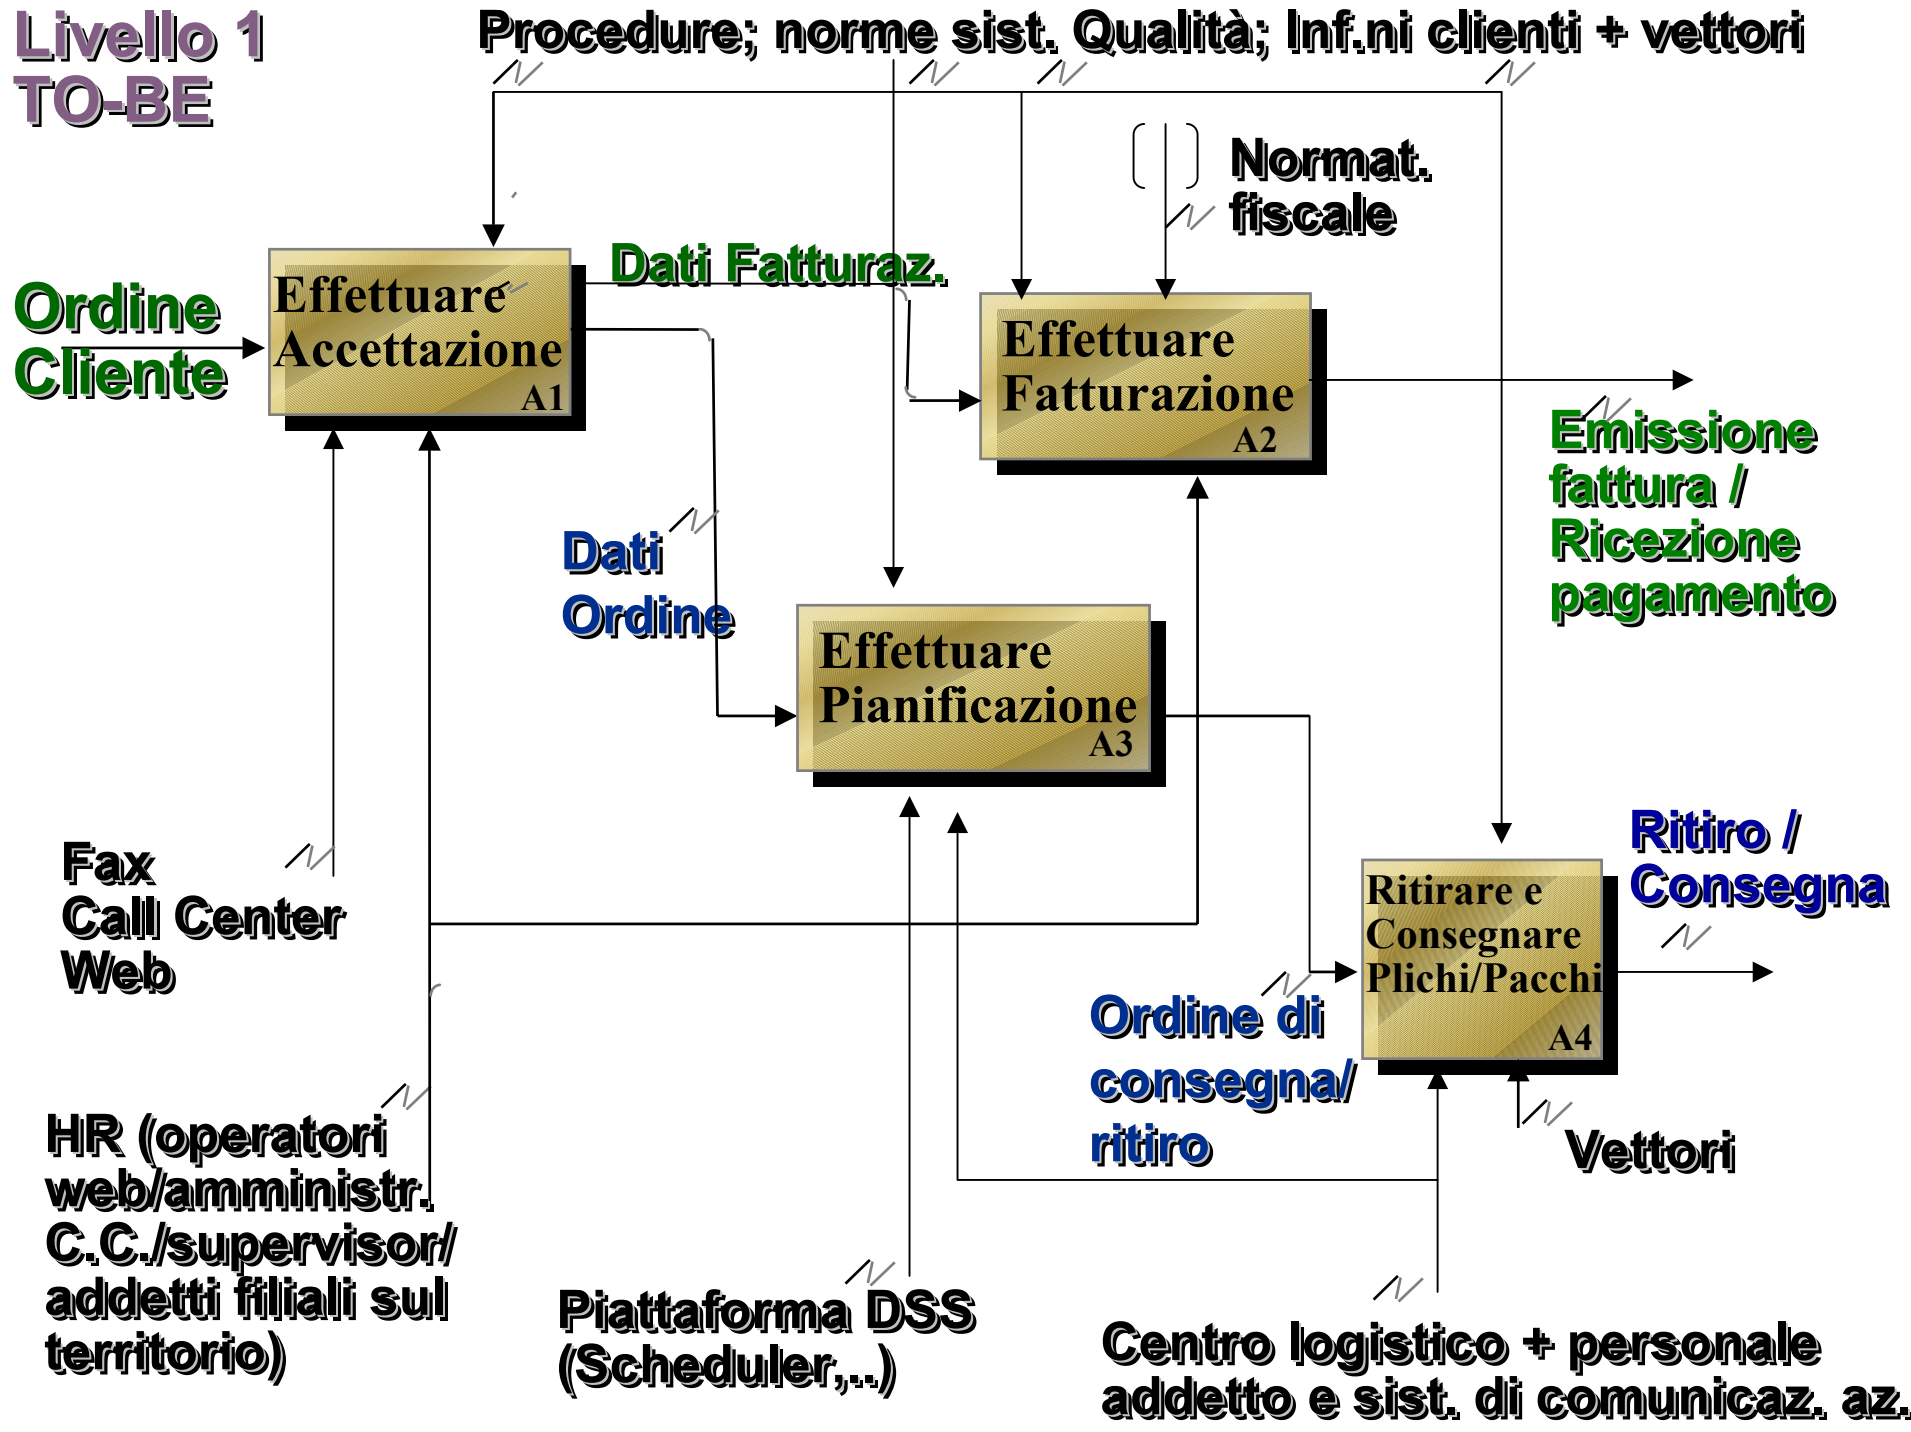 Livello 1
TO-BE
Procedure; norme sist. Qualità; Inf.ni clienti + vettori
Normat.
fiscale
Dati Fatturaz.
Ordine
Cliente
Effettuare
Accettazione
A1
Effettuare
Fatturazione
A2
Emissione
fattura /
Ricezione
pagamento
Dati
Ordine
Effettuare
Pianificazione
A3
Ritiro /
Consegna
Fax
Call Center
Web
Ritirare e
Consegnare
Plichi/Pacchi
A4
Ordine di
consegna/
ritiro
Vettori
HR (operatori
web/amministr.
C.C./supervisor/
addetti filiali sul
territorio)
Piattaforma DSS
(Scheduler,..)
Centro logistico + personale
addetto e sist. di comunicaz. az.